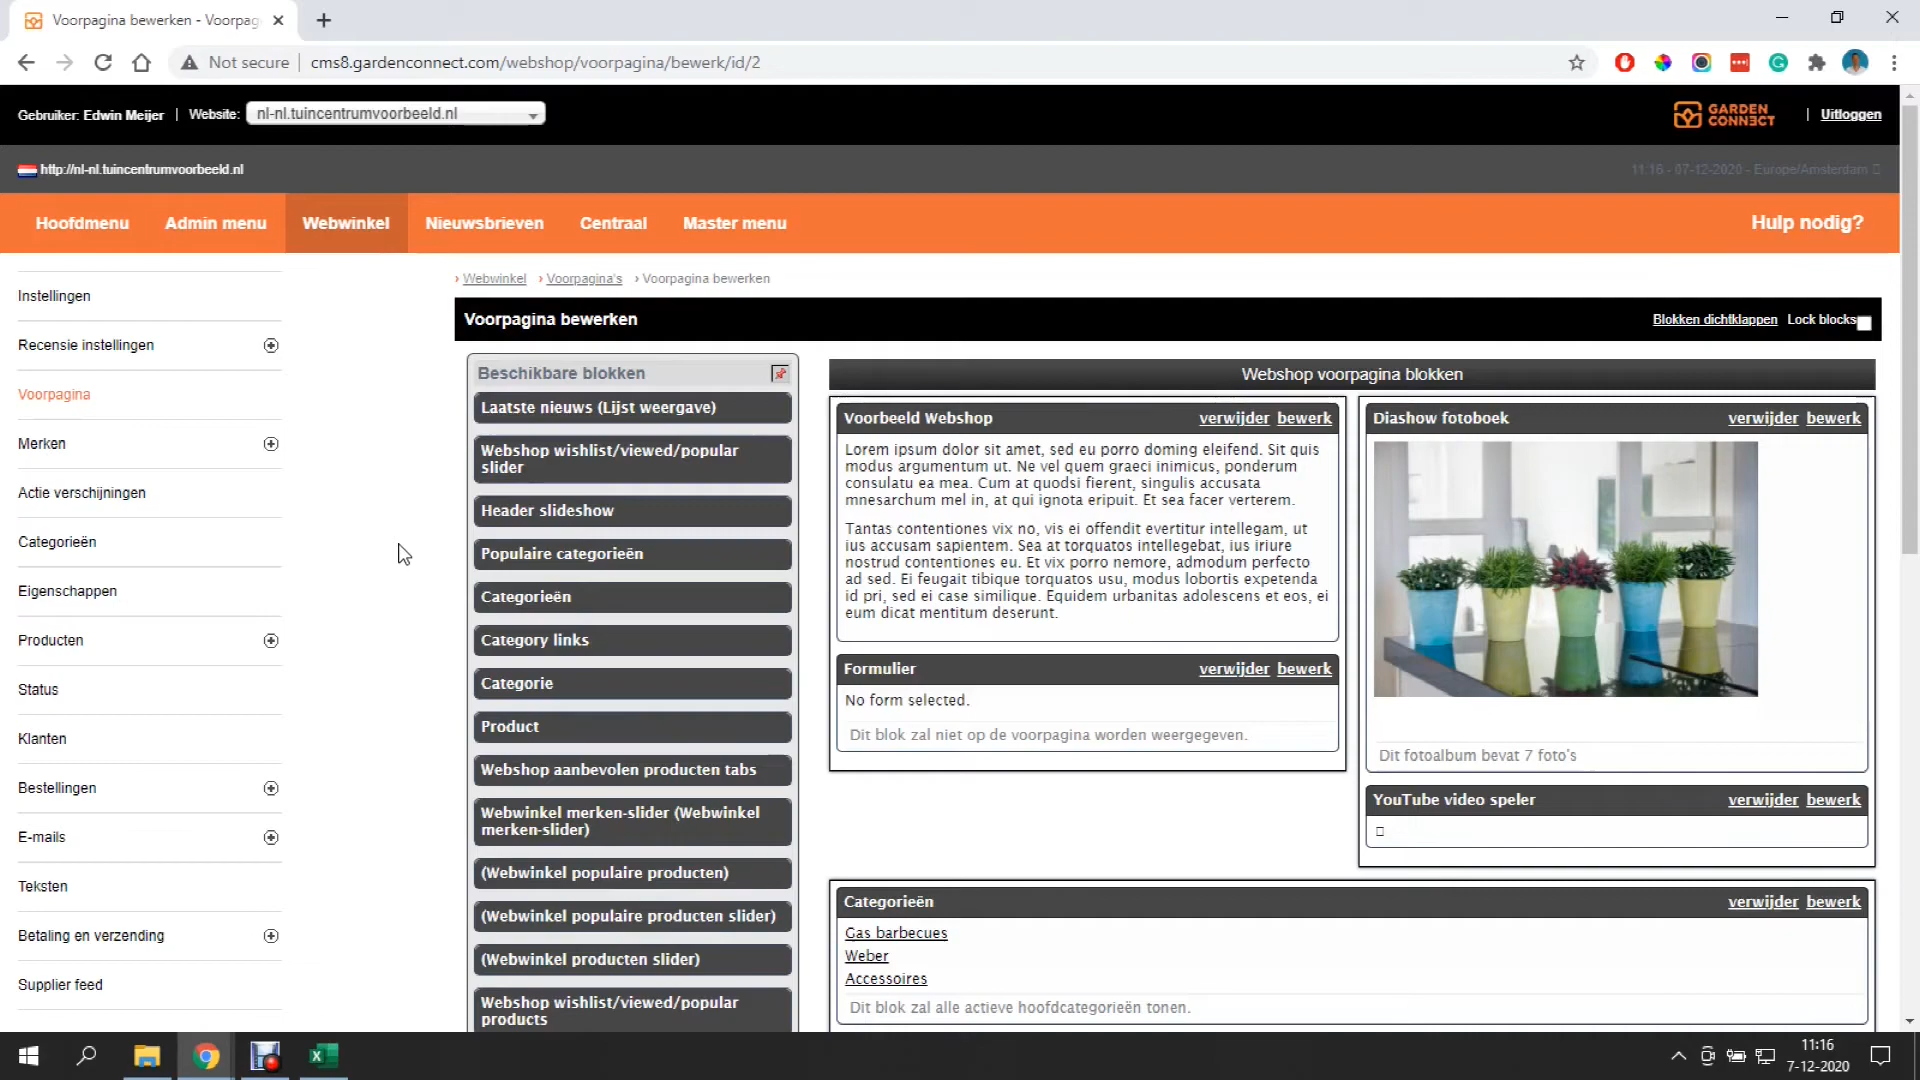 Voorpagina bewerken - Voorpag
Not secure
cms8.gardenconnect.com/webshop/voorpagina/bewerk/id/2
Gebruiker: Edwin Meijer | Website: nl-nl.tuincentrumvoorbeeld.nl
GARDEN CONNECT
| Uitloggen
http://nl-nl.tuincentrumvoorbeeld.nl
11:16 - 07-12-2020 - Europe/Amsterdam
Hoofdmenu
Admin menu
Webwinkel
Nieuwsbrieven
Centraal
Master menu
Hulp nodig?
Instellingen
Recensie instellingen
Voorpagina
Merken
Actie verschijningen
Categorieën
Eigenschappen
Producten
Status
Klanten
Bestellingen
E-mails
Teksten
Betaling en verzending
Supplier feed
› Webwinkel › Voorpagina's › Voorpagina bewerken
Voorpagina bewerken
Blokken dichtklappen Lock blocks
Beschikbare blokken
Laatste nieuws (Lijst weergave)
Webshop wishlist/viewed/popular
slider
Header slideshow
Populaire categorieën
Categorieën
Category links
Categorie
Product
Webshop aanbevolen producten tabs
Webwinkel merken-slider (Webwinkel
merken-slider)
(Webwinkel populaire producten)
(Webwinkel populaire producten slider)
(Webwinkel producten slider)
Webshop wishlist/viewed/popular
products
Webshop voorpagina blokken
Voorbeeld Webshop verwijder bewerk
Lorem ipsum dolor sit amet, sed eu porro doming eleifend. Sit quis
modus argumentum ut. Ne vel quem graeci inimicus, ponderum
consulatu ea mea. Cum at quodsi fierent, singulis accusata
mnesarchum mel in, at qui ignota eripuit. Et sea facer verterem.
Tantas contentiones vix no, vis ei offendit evertitur intellegam, ut
ius accusam sapientem. Sea at torquatos intellegebat, ius iriure
nostrud contentiones eu. Et vix porro nemore, admodum perfecto
ad sed. Ei feugait tibique torquatos usu, modus lobortis expetenda
id pri, sed ei case similique. Equidem urbanitas adolescens et eos, ei
eum dicat mentitum deserunt.
Formulier verwijder bewerk
No form selected.
Dit blok zal niet op de voorpagina worden weergegeven.
Diashow fotoboek verwijder bewerk
Dit fotoalbum bevat 7 foto's
YouTube video speler verwijder bewerk
Categorieën verwijder bewerk
Gas barbecues
Weber
Accessoires
Dit blok zal alle actieve hoofdcategorieën tonen.
11:16
7-12-2020